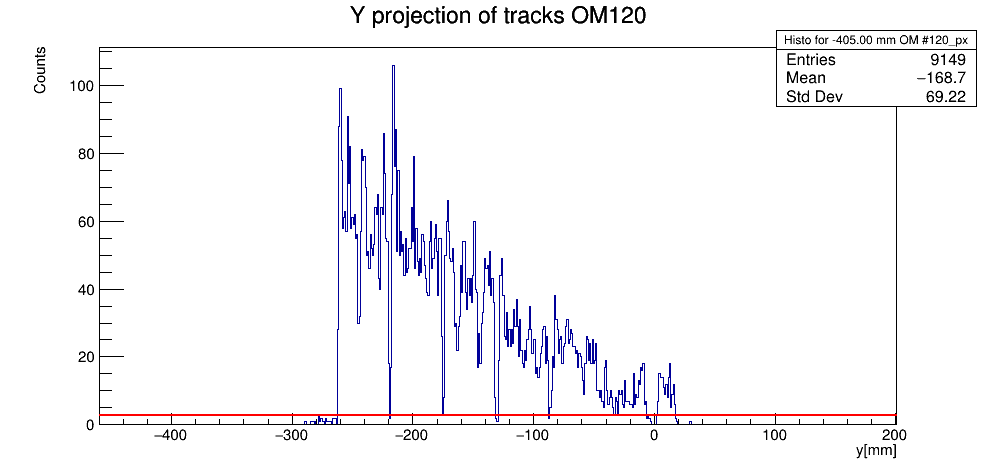 Y projection of tracks OM120
Histo for -405.00 mm OM #120_px
Entries 9149
Mean −168.7
Std Dev 69.22
Counts
100
80
60
40
20
0
−400 −300 −200 −100 0 100 200
y[mm]